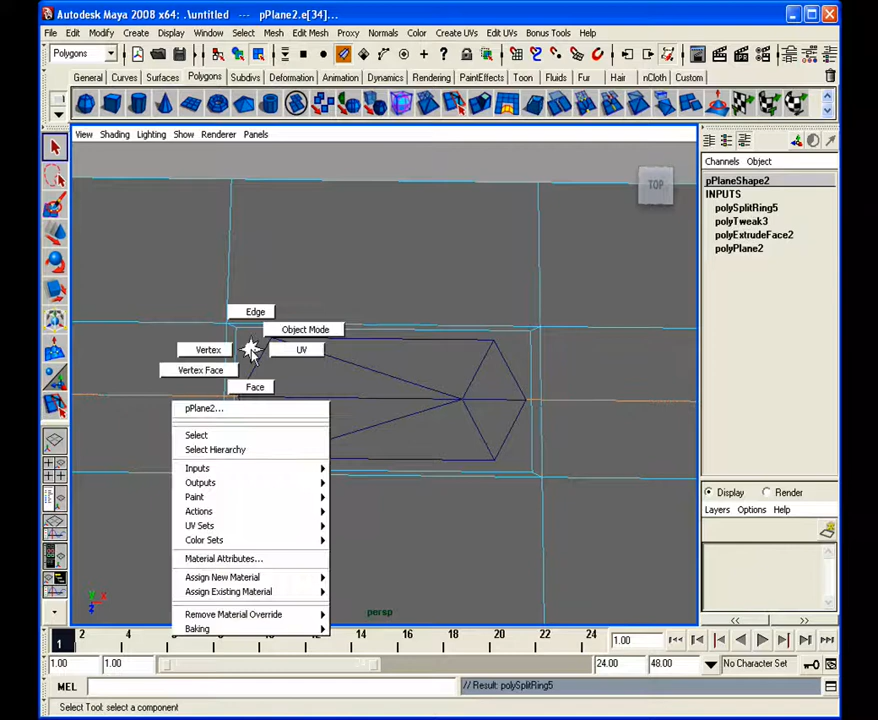 Autodesk Maya 2008 x64: .\untitled --- pPlane2.e[34]...
File Edit Modify Create Display Window Select Mesh Edit Mesh Proxy Normals Color Create UVs Edit UVs Bonus Tools Help
Polygons
General Curves Surfaces Polygons Subdivs Deformation Animation Dynamics Rendering PaintEffects Toon Fluids Fur Hair nCloth Custom
View Shading Lighting Show Renderer Panels
Channels Object
TOP
pPlaneShape2
INPUTS
polySplitRing5
polyTweak3
polyExtrudeFace2
polyPlane2
Edge
Object Mode
Vertex
UV
Vertex Face
Face
pPlane2...
Select
Select Hierarchy
Inputs
Outputs
Paint
Actions
UV Sets
Color Sets
Material Attributes...
Assign New Material
Assign Existing Material
Remove Material Override
Baking
persp
Display Render
Layers Options Help
<< >>
1 2 4 6 8 10 12 14 16 18 20 22 24 1.00
1.00 1.00 24.00 48.00 No Character Set
MEL // Result: polySplitRing5
Select Tool: select a component